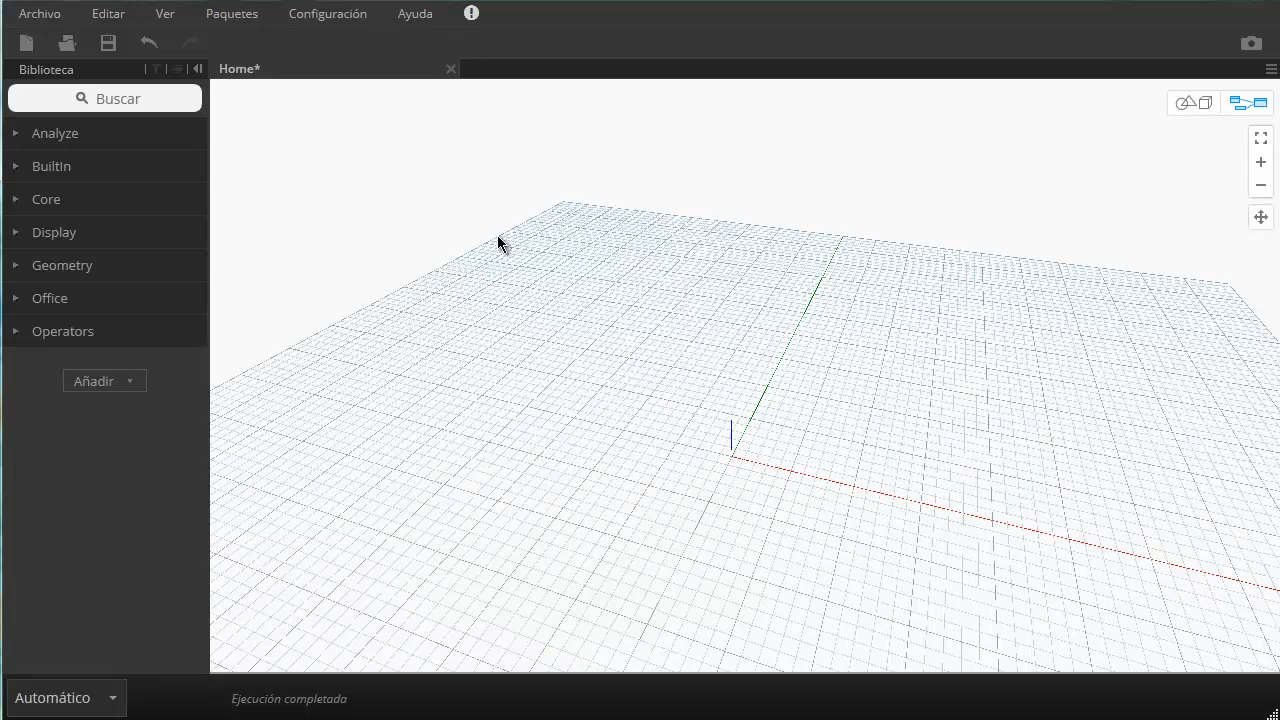 Archivo Editar Ver Paquetes Configuración Ayuda
Biblioteca
Home*
Buscar
Analyze
BuiltIn
Core
Display
Geometry
Office
Operators
Añadir
Automático
Ejecución completada